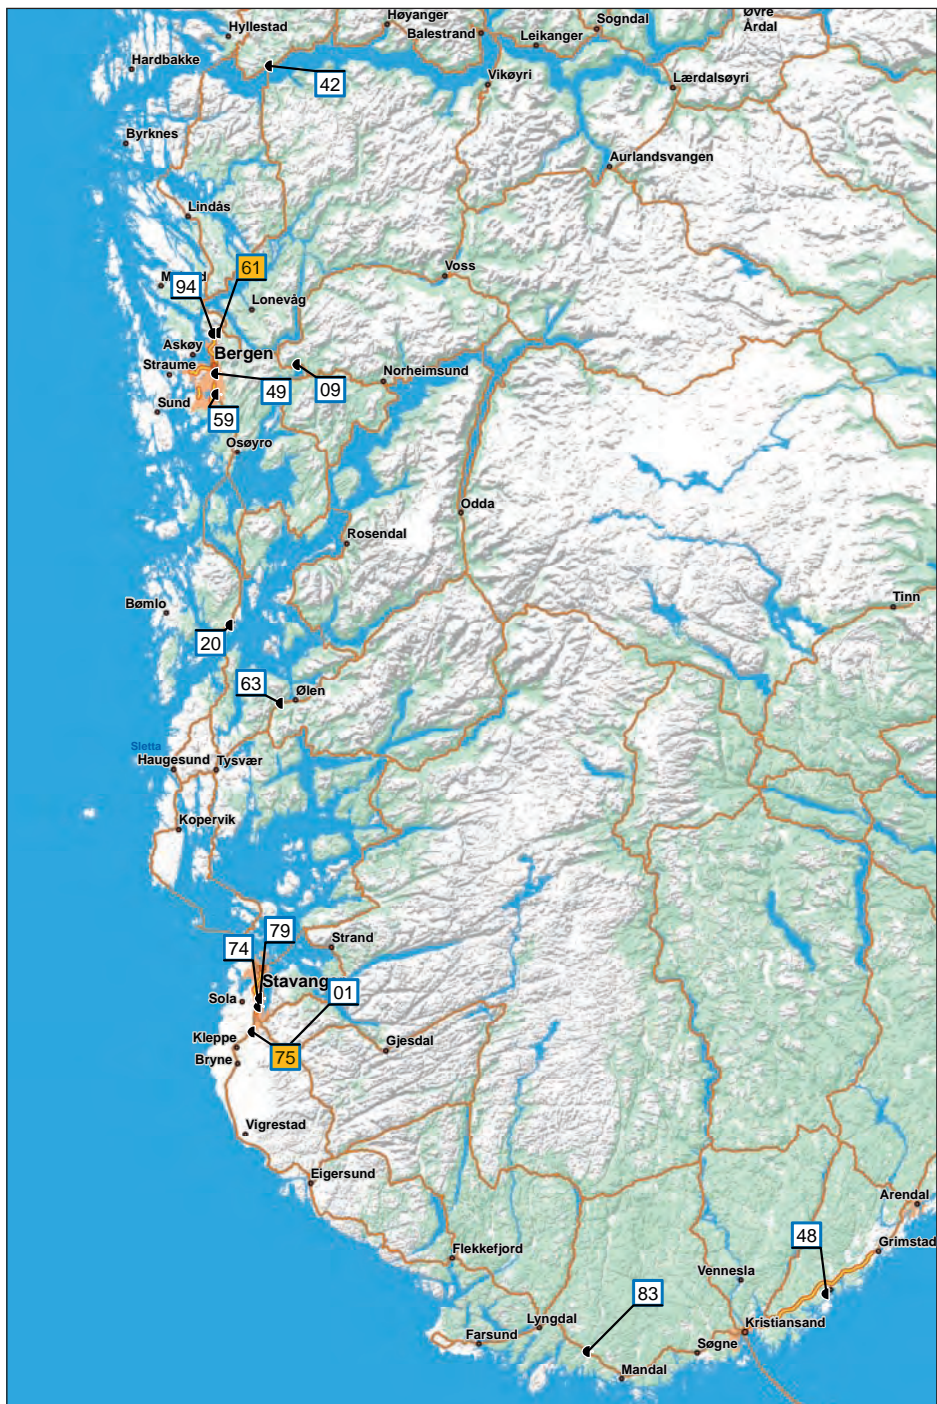 Høyanger
Sogndal
Øvre
Årdal
Hyllestad
Balestrand
Leikanger
Hardbakke
42
Vikøyri
Lærdalsøyri
Byrknes
Aurlandsvangen
Lindås
61
Voss
94
Lonevåg
Bergen
Askøy
Straume
Norheimsund
09
49
Sund
59
Osøyro
Odda
Rosendal
Tinn
Bømlo
20
63
Ølen
Sletta
Haugesund
Tysvær
Kopervik
79
74
Strand
Stavang
01
Sola
Kleppe
Gjesdal
Bryne
75
Vigrestad
Eigersund
Arendal
48
Grimstad
Flekkefjord
Vennesla
83
Lyngdal
Kristiansand
Farsund
Søgne
Mandal